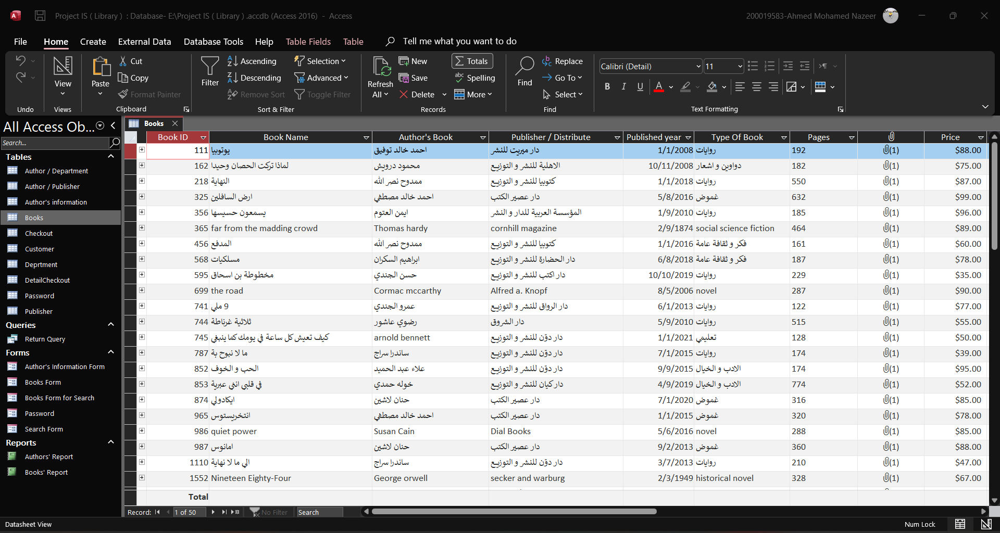 Project IS ( Library ) : Database- E:\Project IS ( Library ) .accdb (Access 2016) - Access
200019583-Ahmed Mohamed Nazeer
File Home Create External Data Database Tools Help Table Fields Table Tell me what you want to do
Undo
View
Views
Paste
Cut
Copy
Format Painter
Clipboard
Filter
Ascending
Descending
Remove Sort
Selection
Advanced
Toggle Filter
Sort & Filter
Refresh All
New
Save
Delete
Totals
Spelling
More
Records
Find
Replace
Go To
Select
Find
Calibri (Detail) 11
B I U
Text Formatting
All Access Ob...
Search...
Tables
Author / Department
Author / Publisher
Author's information
Books
Checkout
Customer
Deprtment
DetailCheckout
Password
Publisher
Queries
Return Query
Forms
Author's Information Form
Books Form
Books Form for Search
Password
Search Form
Reports
Authors' Report
Books' Report
Books
Book ID Book Name Author's Book Publisher / Distribute Published year Type Of Book Pages Price
111 يوتوبيا احمد خالد توفيق دار ميريت للنشر 1/1/2008 روايات 192 (1) $88.00
162 لماذا تركت الحصان وحيدا محمود درويش الاهلية للنشر و التوزيع 10/11/2008 دواوين و اشعار 182 (1) $75.00
218 النهاية ممدوح نصر الله كتوبيا للنشر و التوزيع 1/1/2018 روايات 550 (1) $87.00
325 ارض السافلين احمد خالد مصطفي دار عصير الكتب 5/8/2016 غموض 632 (1) $99.00
356 يسمعون حسيسها ايمن العتوم المؤسسة العربية للدار و النشر 1/9/2010 روايات 185 (1) $96.00
365 far from the madding crowd Thomas hardy cornhill magazine 2/9/1874 social science fiction 464 (1) $89.00
456 المدفع ممدوح نصر الله كتوبيا للنشر و التوزيع 1/1/2016 فكر و ثقافة عامة 161 (1) $60.00
568 مسلكيات ابراهيم السكران دار الحضارة للنشر و التوزيع 6/8/2018 فكر و ثقافة عامة 187 (1) $78.00
595 مخطوطة بن اسحاق حسن الجندي دار اكتب للنشر و التوزيع 10/10/2019 روايات 229 (1) $35.00
699 the road Cormac mccarthy Alfred a. Knopf 8/5/2006 novel 287 (1) $90.00
741 9 ملي عمرو الجندي دار الرواق للنشر و التوزيع 6/1/2013 روايات 122 (1) $77.00
744 ثلاثية غرناطة رضوي عاشور دار الشروق 5/9/2010 روايات 515 (1) $55.00
745 كيف تعيش كل ساعة في يومك كما ينبغي arnold bennett دار دوّن للنشر و التوزيع 1/1/2021 تعليمي 128 (1) $50.00
787 ما لا نبوح بة ساندرا سراج دار دوّن للنشر و التوزيع 7/1/2015 روايات 174 (1) $39.00
852 الحب و الخوف علاء عبد الحميد دار دوّن للنشر و التوزيع 9/9/2015 الادب و الخيال 174 (1) $95.00
853 في قلبي انثي عبرية خوله حمدي دار كيان للنشر و التوزيع 4/9/2019 الادب و الخيال 774 (1) $52.00
874 ايكادولي حنان لاشين دار عصير الكتب 7/1/2020 غموض 316 (1) $85.00
965 انتخريستوس احمد خالد مصطفي دار عصير الكتب 1/1/2015 غموض 320 (1) $78.00
986 quiet power Susan Cain Dial Books 5/6/2016 novel 288 (1) $85.00
987 امانوس حنان لاشين دار عصير الكتب 9/2/2013 غموض 360 (1) $88.00
1110 الي ما لا نهاية ساندرا سراج دار دوّن للنشر و التوزيع 3/7/2013 روايات 210 (1) $47.00
1552 Nineteen Eighty-Four George orwell secker and warburg 2/3/1949 historical novel 328 (1) $67.00
Total
Record: 1 of 50 No Filter Search
Datasheet View
Num Lock